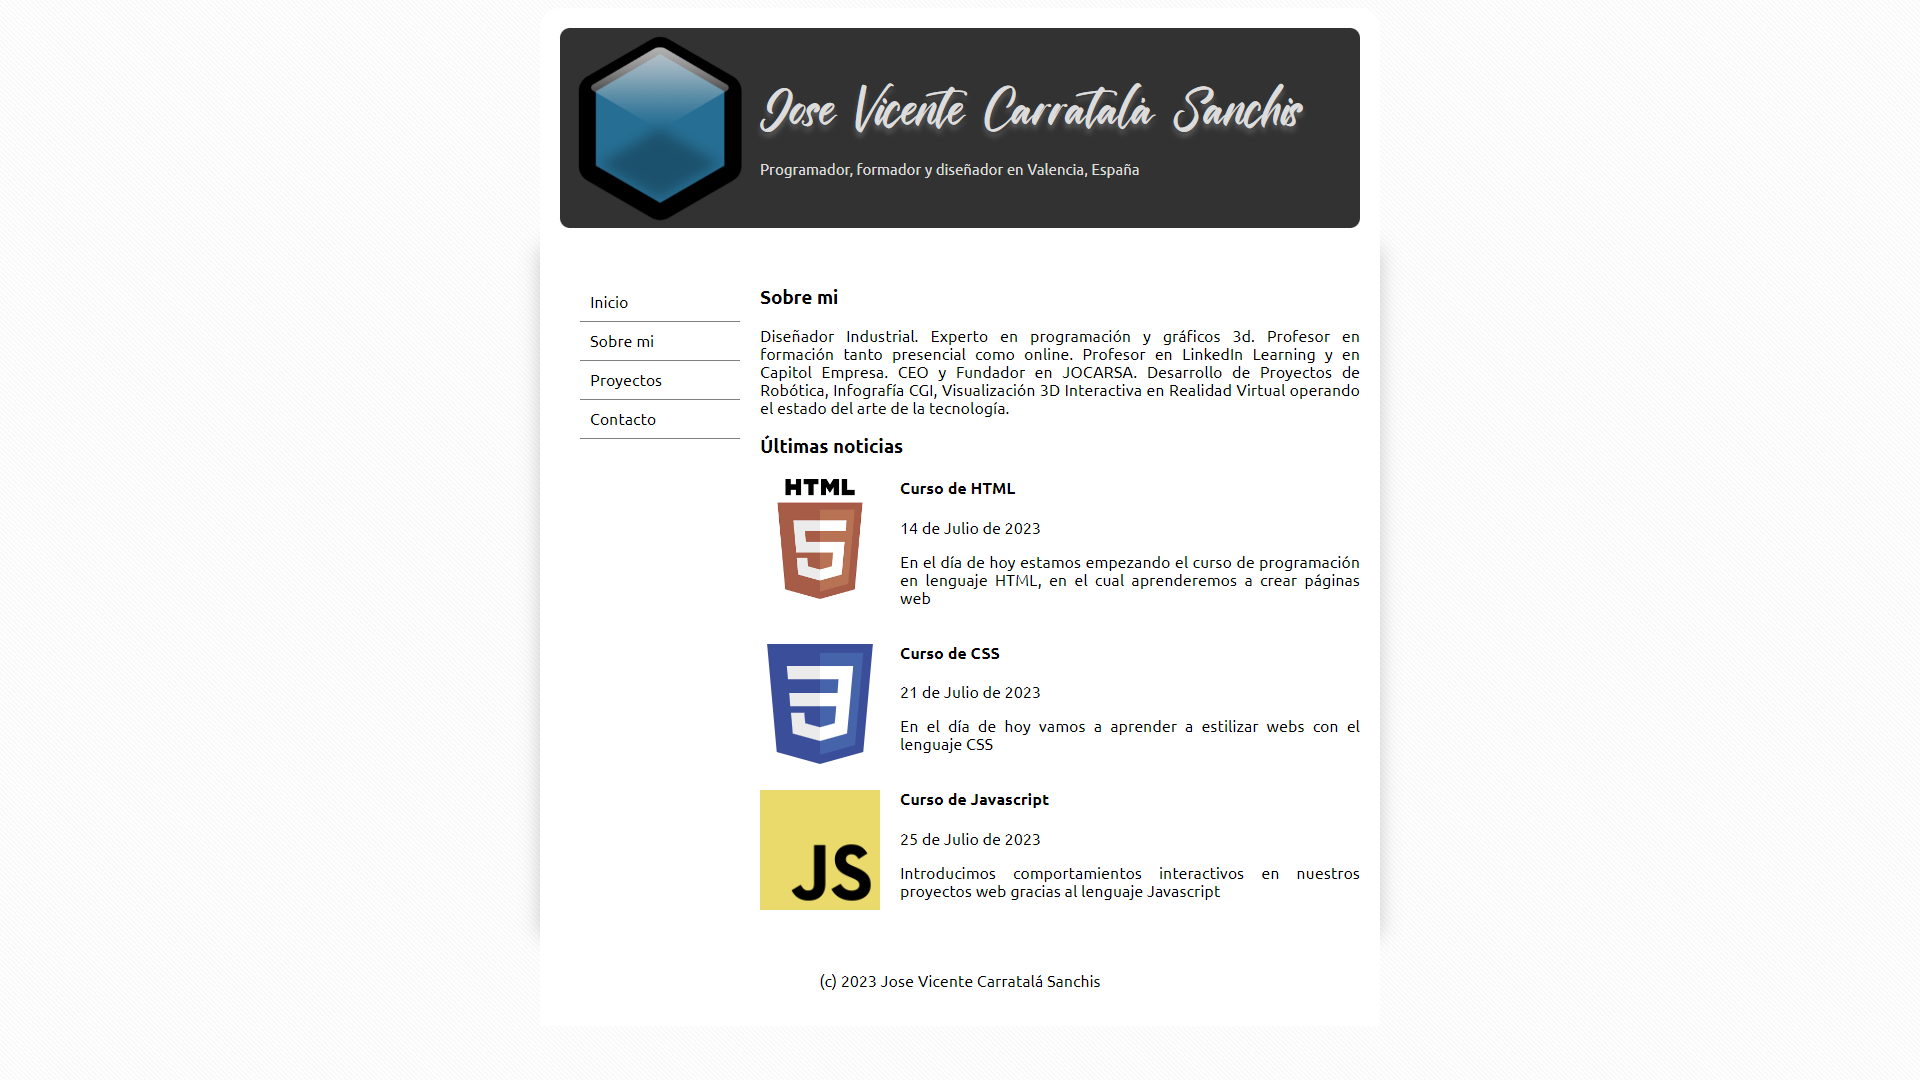 Jose Vicente Carratalá Sanchis
Programador, formador y diseñador en Valencia, España
Inicio
Sobre mi
Proyectos
Contacto
Sobre mi
Diseñador Industrial. Experto en programación y gráficos 3d. Profesor en
formación tanto presencial como online. Profesor en LinkedIn Learning y en
Capitol Empresa. CEO y Fundador en JOCARSA. Desarrollo de Proyectos de
Robótica, Infografía CGI, Visualización 3D Interactiva en Realidad Virtual operando
el estado del arte de la tecnología.
Últimas noticias
HTML
5
Curso de HTML
14 de Julio de 2023
En el día de hoy estamos empezando el curso de programación
en lenguaje HTML, en el cual aprenderemos a crear páginas
web
3
Curso de CSS
21 de Julio de 2023
En el día de hoy vamos a aprender a estilizar webs con el
lenguaje CSS
JS
Curso de Javascript
25 de Julio de 2023
Introducimos comportamientos interactivos en nuestros
proyectos web gracias al lenguaje Javascript
(c) 2023 Jose Vicente Carratalá Sanchis